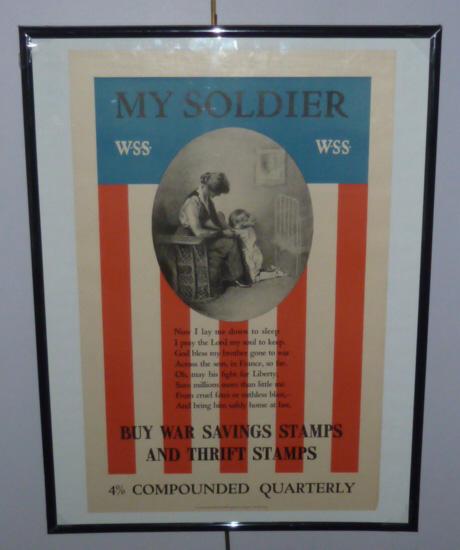 MY SOLDIER
W·S·S· W·S·S·
Now I lay me down to sleep
I pray the Lord my soul to keep.
God bless my brother gone to war
Across the seas, in France, so far.
Oh, may his fight for Liberty,
Save millions more than little me
From cruel fates or ruthless blast,—
And bring him safely home at last.
BUY WAR SAVINGS STAMPS
AND THRIFT STAMPS
4% COMPOUNDED QUARTERLY